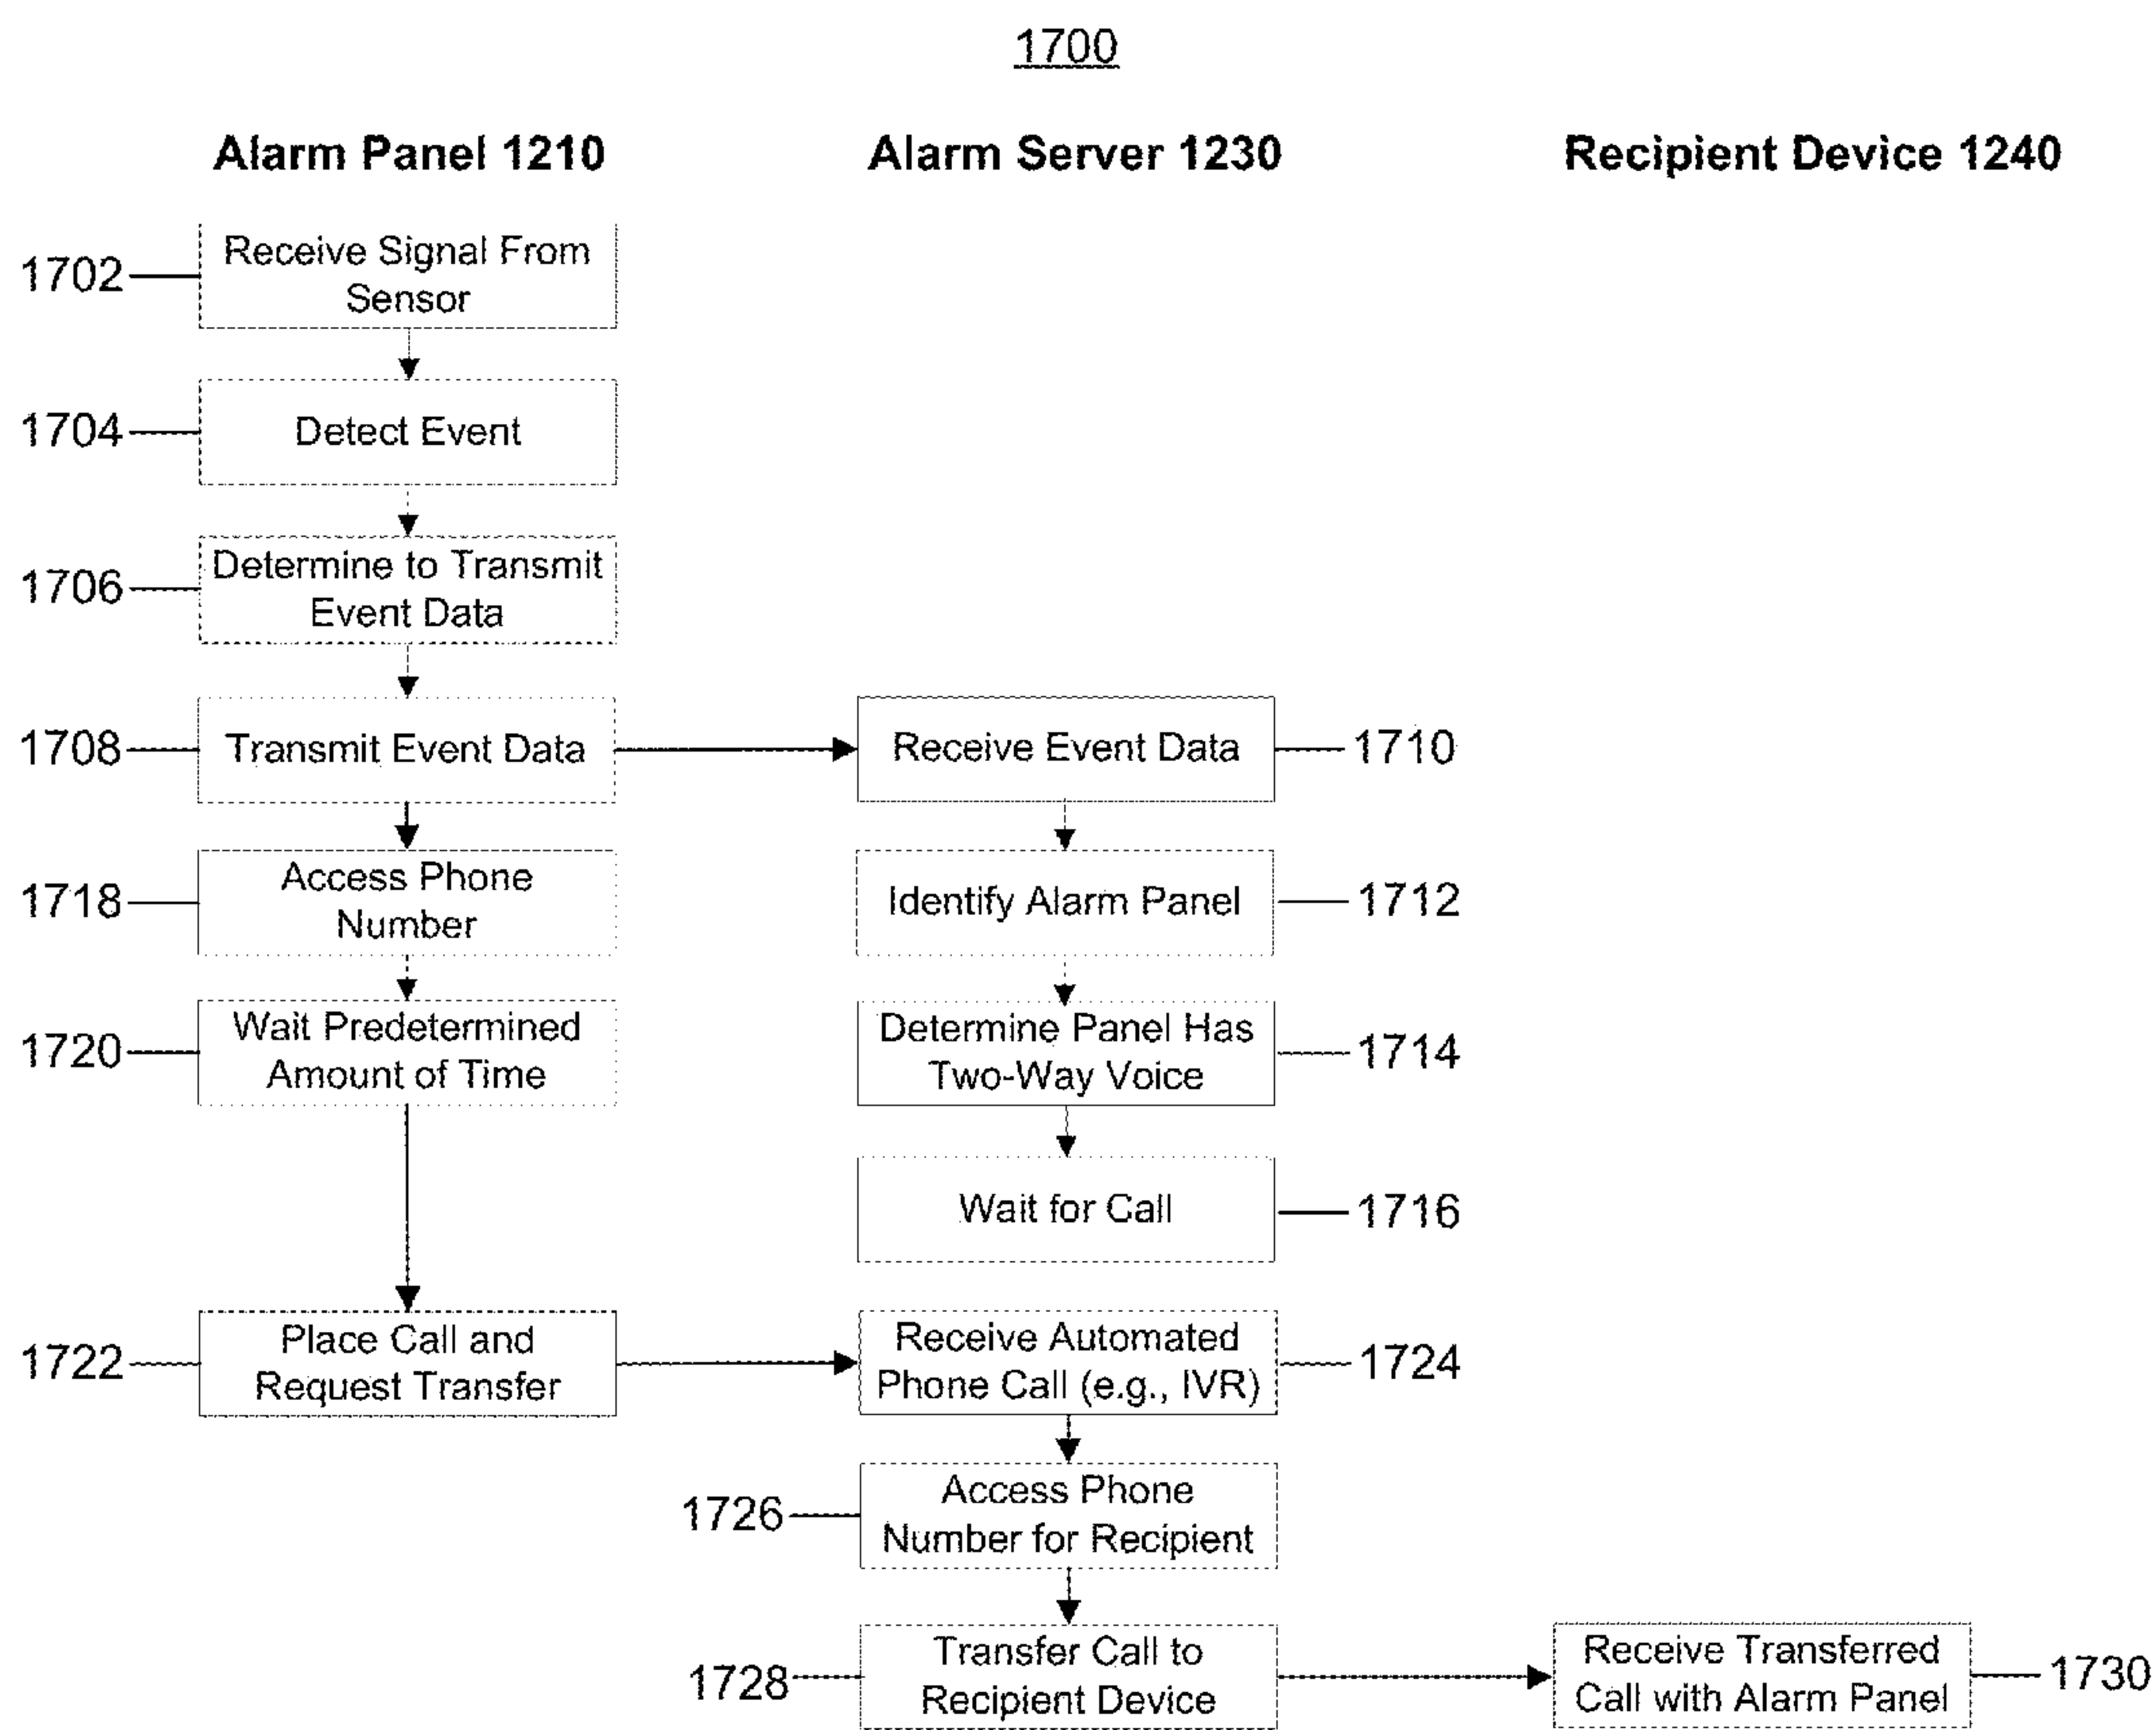 1700
Alarm Panel 1210
Alarm Server 1230
Recipient Device 1240
1702
Receive Signal From
Sensor
1704
Detect Event
1706
Determine to Transmit
Event Data
1708
Transmit Event Data
Receive Event Data
1710
1718
Access Phone
Number
Identify Alarm Panel
1712
1720
Wait Predetermined
Amount of Time
Determine Panel Has
Two-Way Voice
1714
Wait for Call
1716
1722
Place Call and
Request Transfer
Receive Automated
Phone Call (e.g., IVR)
1724
1726
Access Phone
Number for Recipient
1728
Transfer Call to
Recipient Device
Receive Transferred
Call with Alarm Panel
1730